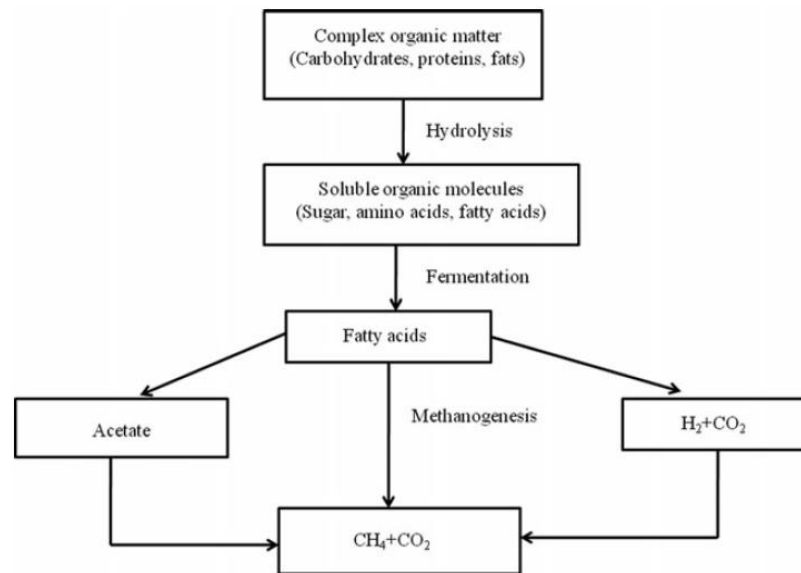 Complex organic matter
(Carbohydrates, proteins, fats)
Hydrolysis
Soluble organic molecules
(Sugar, amino acids, fatty acids)
Fermentation
Fatty acids
Acetate
Methanogenesis
H₂+CO₂
CH₄+CO₂